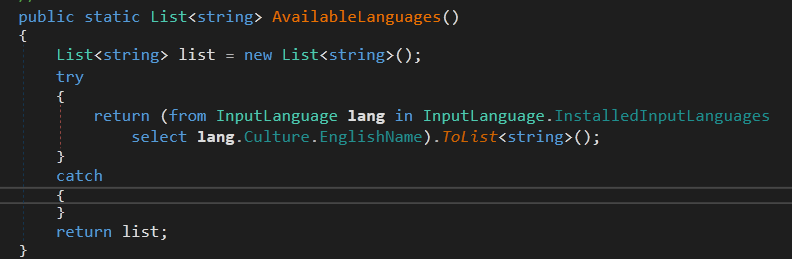 public static List<string> AvailableLanguages()
{
List<string> list = new List<string>();
try
{
return (from InputLanguage lang in InputLanguage.InstalledInputLanguages
select lang.Culture.EnglishName).ToList<string>();
}
catch
{
}
return list;
}